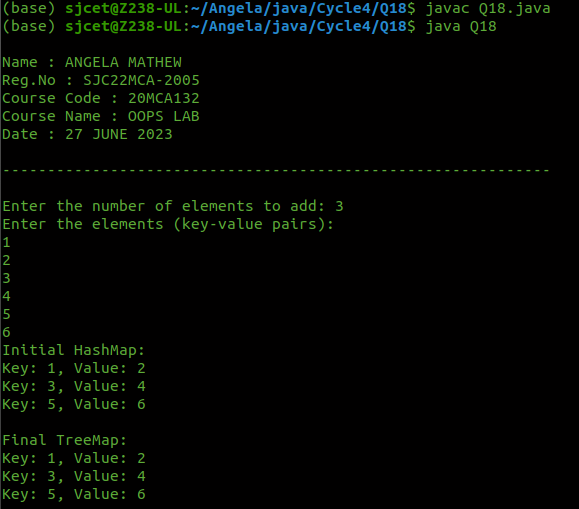 (base) sjcet@Z238-UL:~/Angela/java/Cycle4/Q18$ javac Q18.java
(base) sjcet@Z238-UL:~/Angela/java/Cycle4/Q18$ java Q18
Name : ANGELA MATHEW
Reg.No : SJC22MCA-2005
Course Code : 20MCA132
Course Name : OOPS LAB
Date : 27 JUNE 2023
-------------------------------------------------------------
Enter the number of elements to add: 3
Enter the elements (key-value pairs):
1
2
3
4
5
6
Initial HashMap:
Key: 1, Value: 2
Key: 3, Value: 4
Key: 5, Value: 6
Final TreeMap:
Key: 1, Value: 2
Key: 3, Value: 4
Key: 5, Value: 6